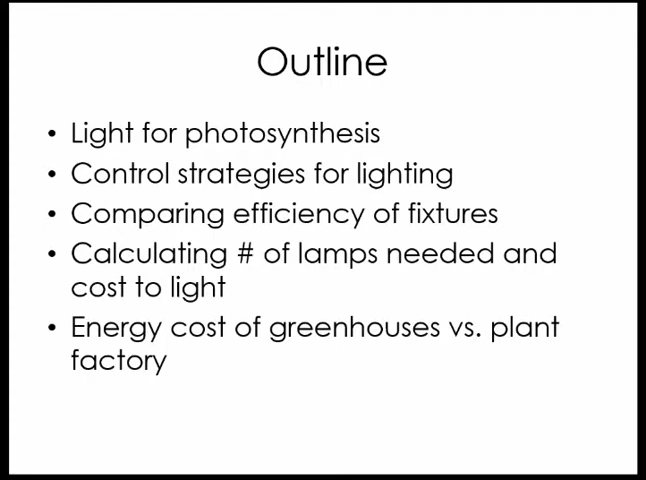 Outline
• Light for photosynthesis
• Control strategies for lighting
• Comparing efficiency of fixtures
• Calculating # of lamps needed and
cost to light
• Energy cost of greenhouses vs. plant
factory